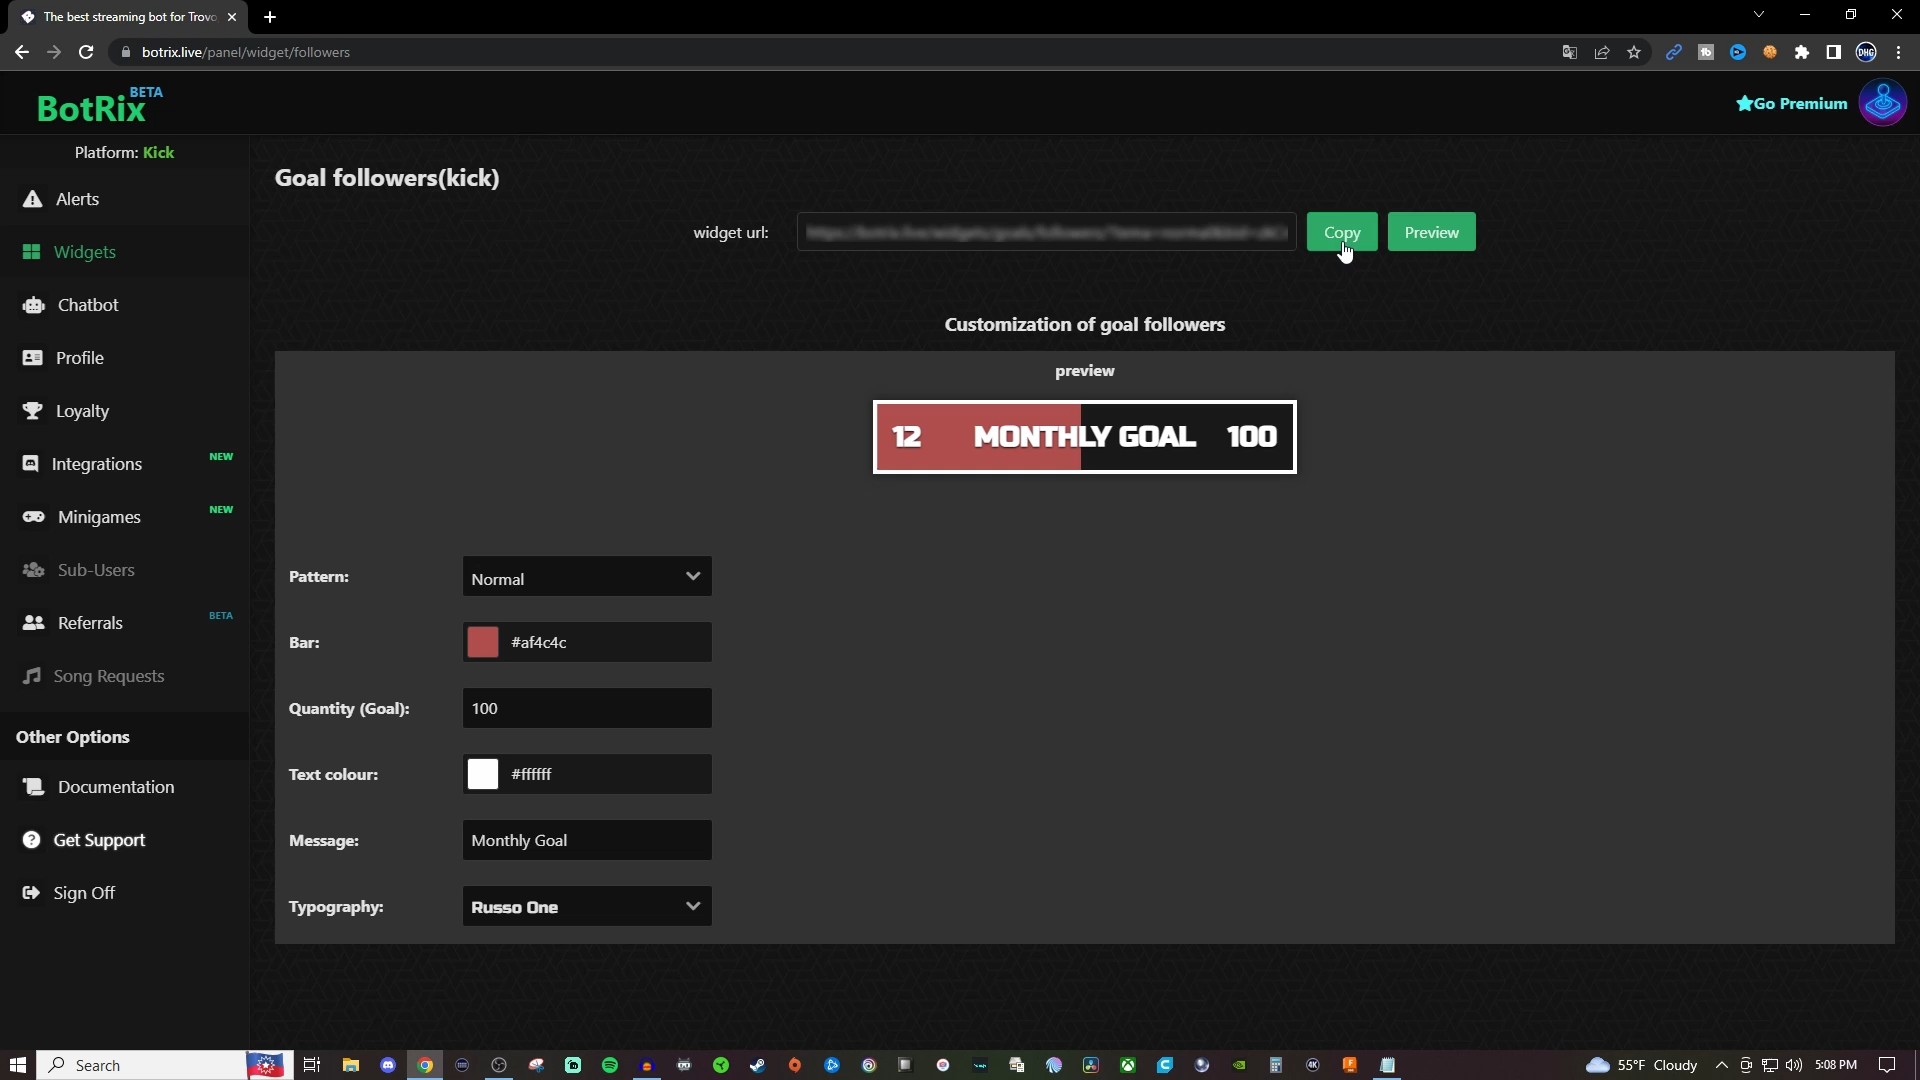 The best streaming bot for Trovo
botrix.live/panel/widget/followers
BotRix BETA
Go Premium
Platform: Kick
Alerts
Widgets
Chatbot
Profile
Loyalty
Integrations NEW
Minigames NEW
Sub-Users
Referrals BETA
Song Requests
Other Options
Documentation
Get Support
Sign Off
Goal followers(kick)
widget url:
Copy
Preview
Customization of goal followers
preview
12 MONTHLY GOAL 100
Pattern: Normal
Bar: #af4c4c
Quantity (Goal): 100
Text colour: #ffffff
Message: Monthly Goal
Typography: Russo One
Search
55°F Cloudy
5:08 PM